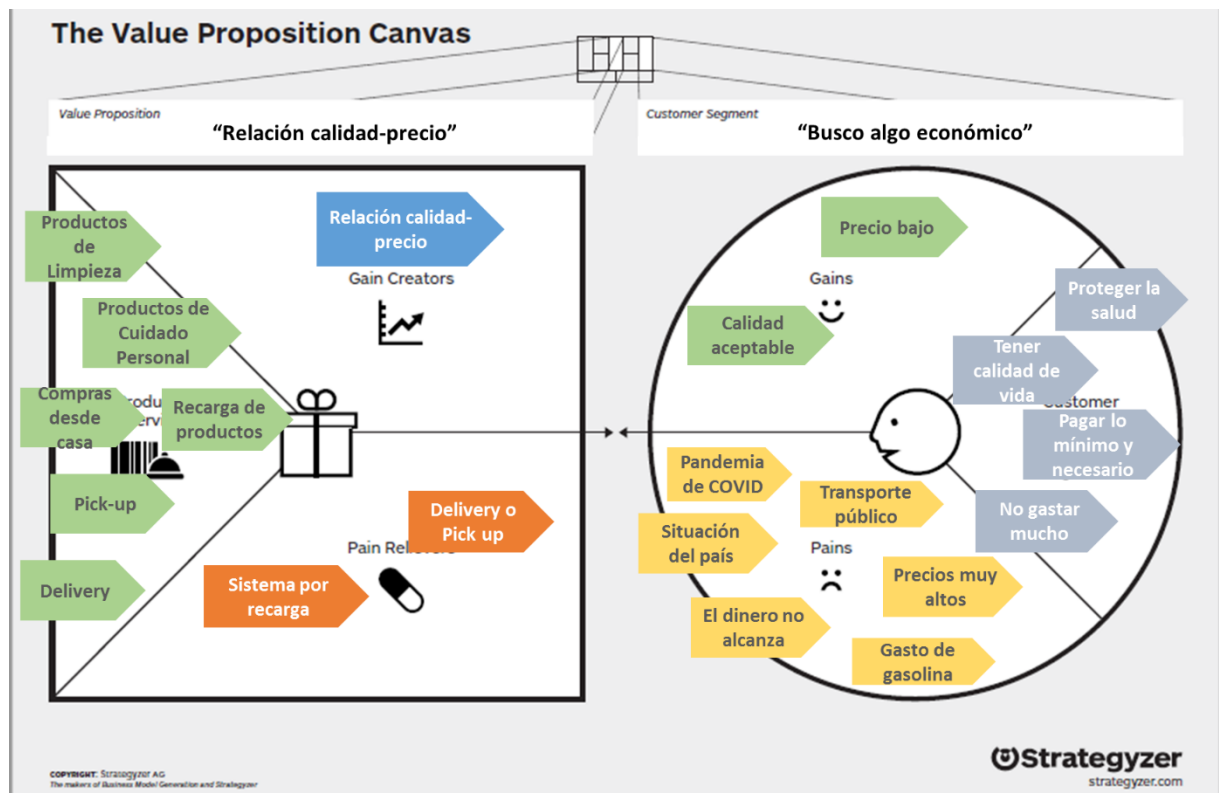 The Value Proposition Canvas
Value Proposition
“Relación calidad-precio”
Customer Segment
“Busco algo económico”
Productos
de
Limpieza
Productos de
Cuidado
Personal
Compras
desde
casa
Recarga de
productos
Pick-up
Delivery
Relación calidad-
precio
Gain Creators
Delivery o
Pick up
Pain Relievers
Sistema por
recarga
Precio bajo
Gains
Calidad
aceptable
Proteger la
salud
Tener
calidad de
vida
Customer
Pagar lo
mínimo y
necesario
No gastar
mucho
Pandemia
de COVID
Transporte
público
Situación
del país
Pains
Precios muy
altos
El dinero no
alcanza
Gasto de
gasolina
COPYRIGHT: Strategyzer AG
The makers of Business Model Generation and Strategyzer
Strategyzer
strategyzer.com